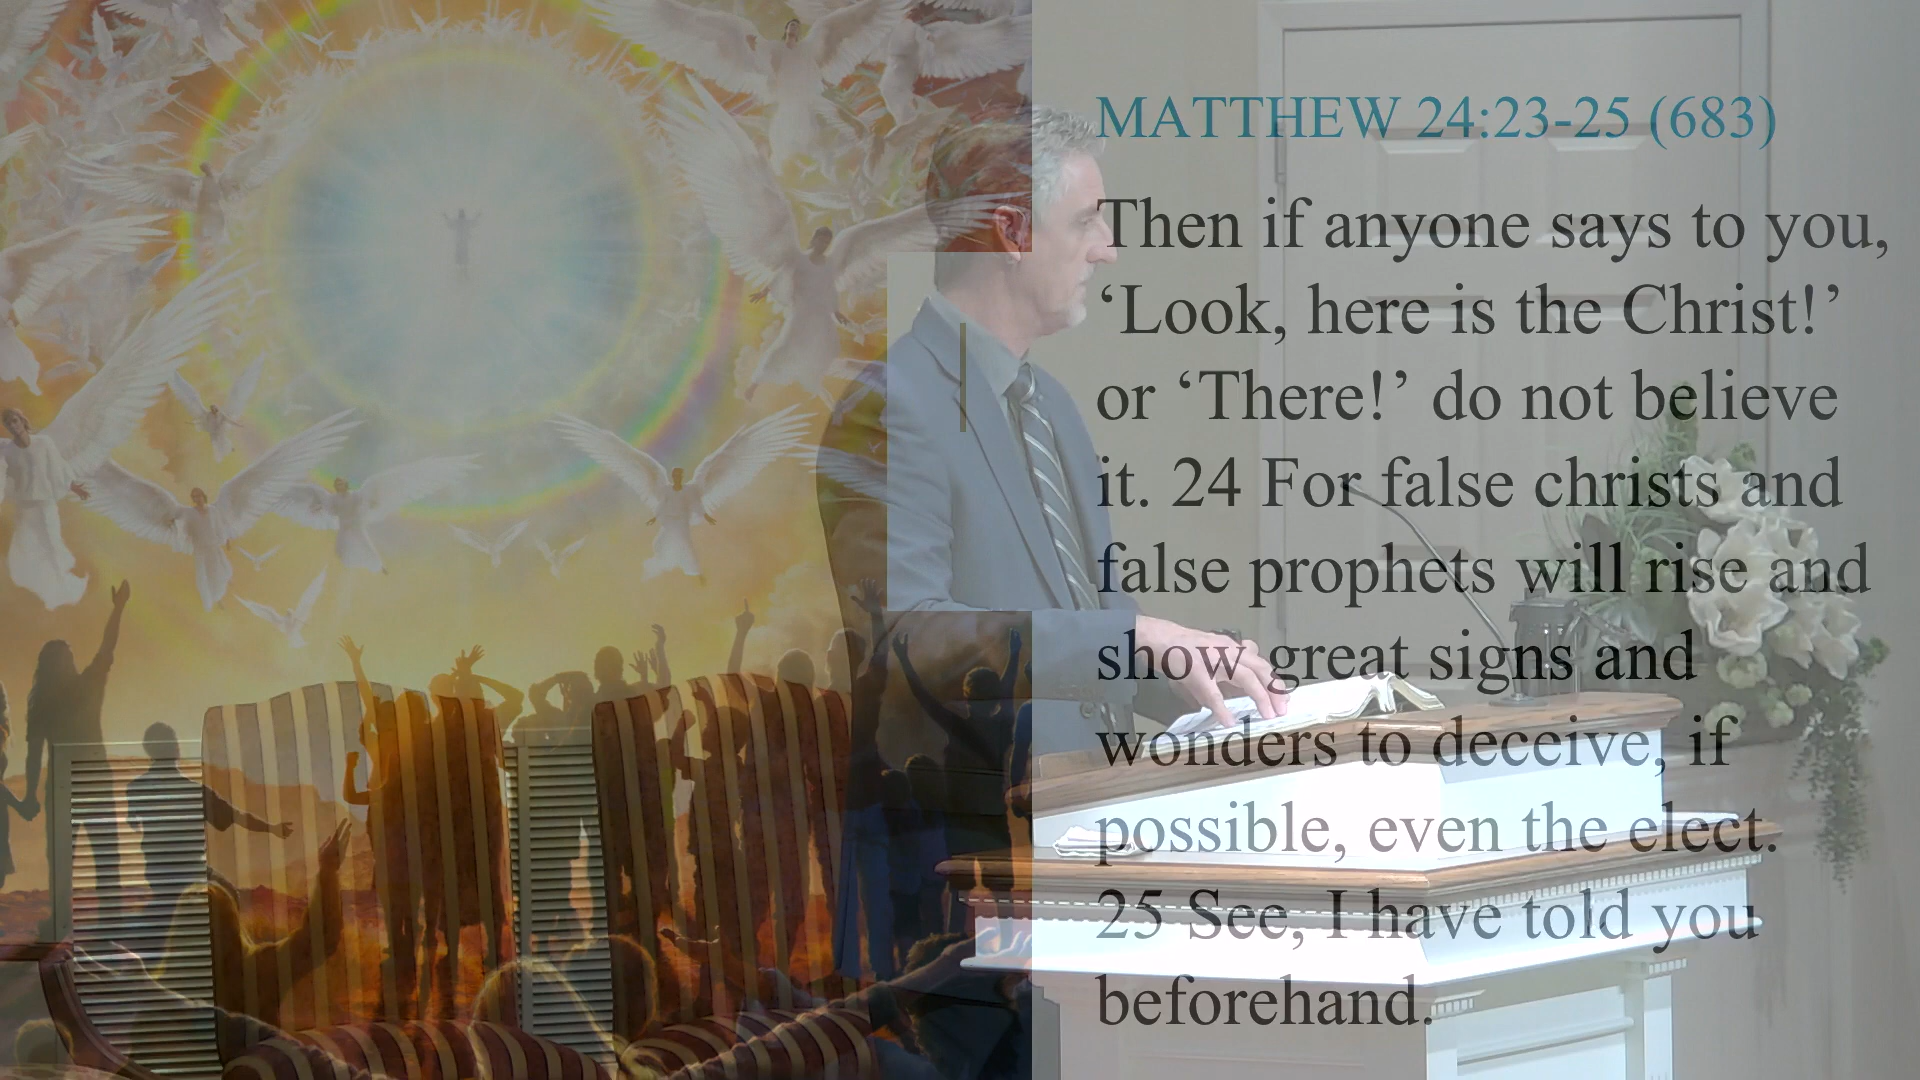 MATTHEW 24:23-25 (683)
Then if anyone says to you,
‘Look, here is the Christ!’
or ‘There!’ do not believe
it. 24 For false christs and
false prophets will rise and
show great signs and
wonders to deceive, if
possible, even the elect.
25 See, I have told you
beforehand.